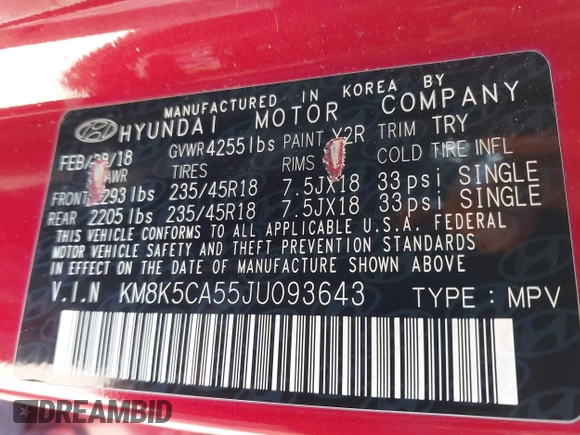 MANUFACTURED IN KOREA BY
HYUNDAI MOTOR COMPANY
FEB/ /18 GVWR 4255 lbs PAINT TRIM TRY
TIRES RIMS COLD TIRE INFL
FRONT 293 lbs 235/45R18 7.5JX18 33 psi SINGLE
REAR 2205 lbs 235/45R18 7.5JX18 33 psi SINGLE
THIS VEHICLE CONFORMS TO ALL APPLICABLE U.S.A. FEDERAL
MOTOR VEHICLE SAFETY AND THEFT PREVENTION STANDARDS
IN EFFECT ON THE DATE OF MANUFACTURE SHOWN ABOVE
V.I.N KM8K5CA55JU093643 TYPE: MPV
DREAMBID